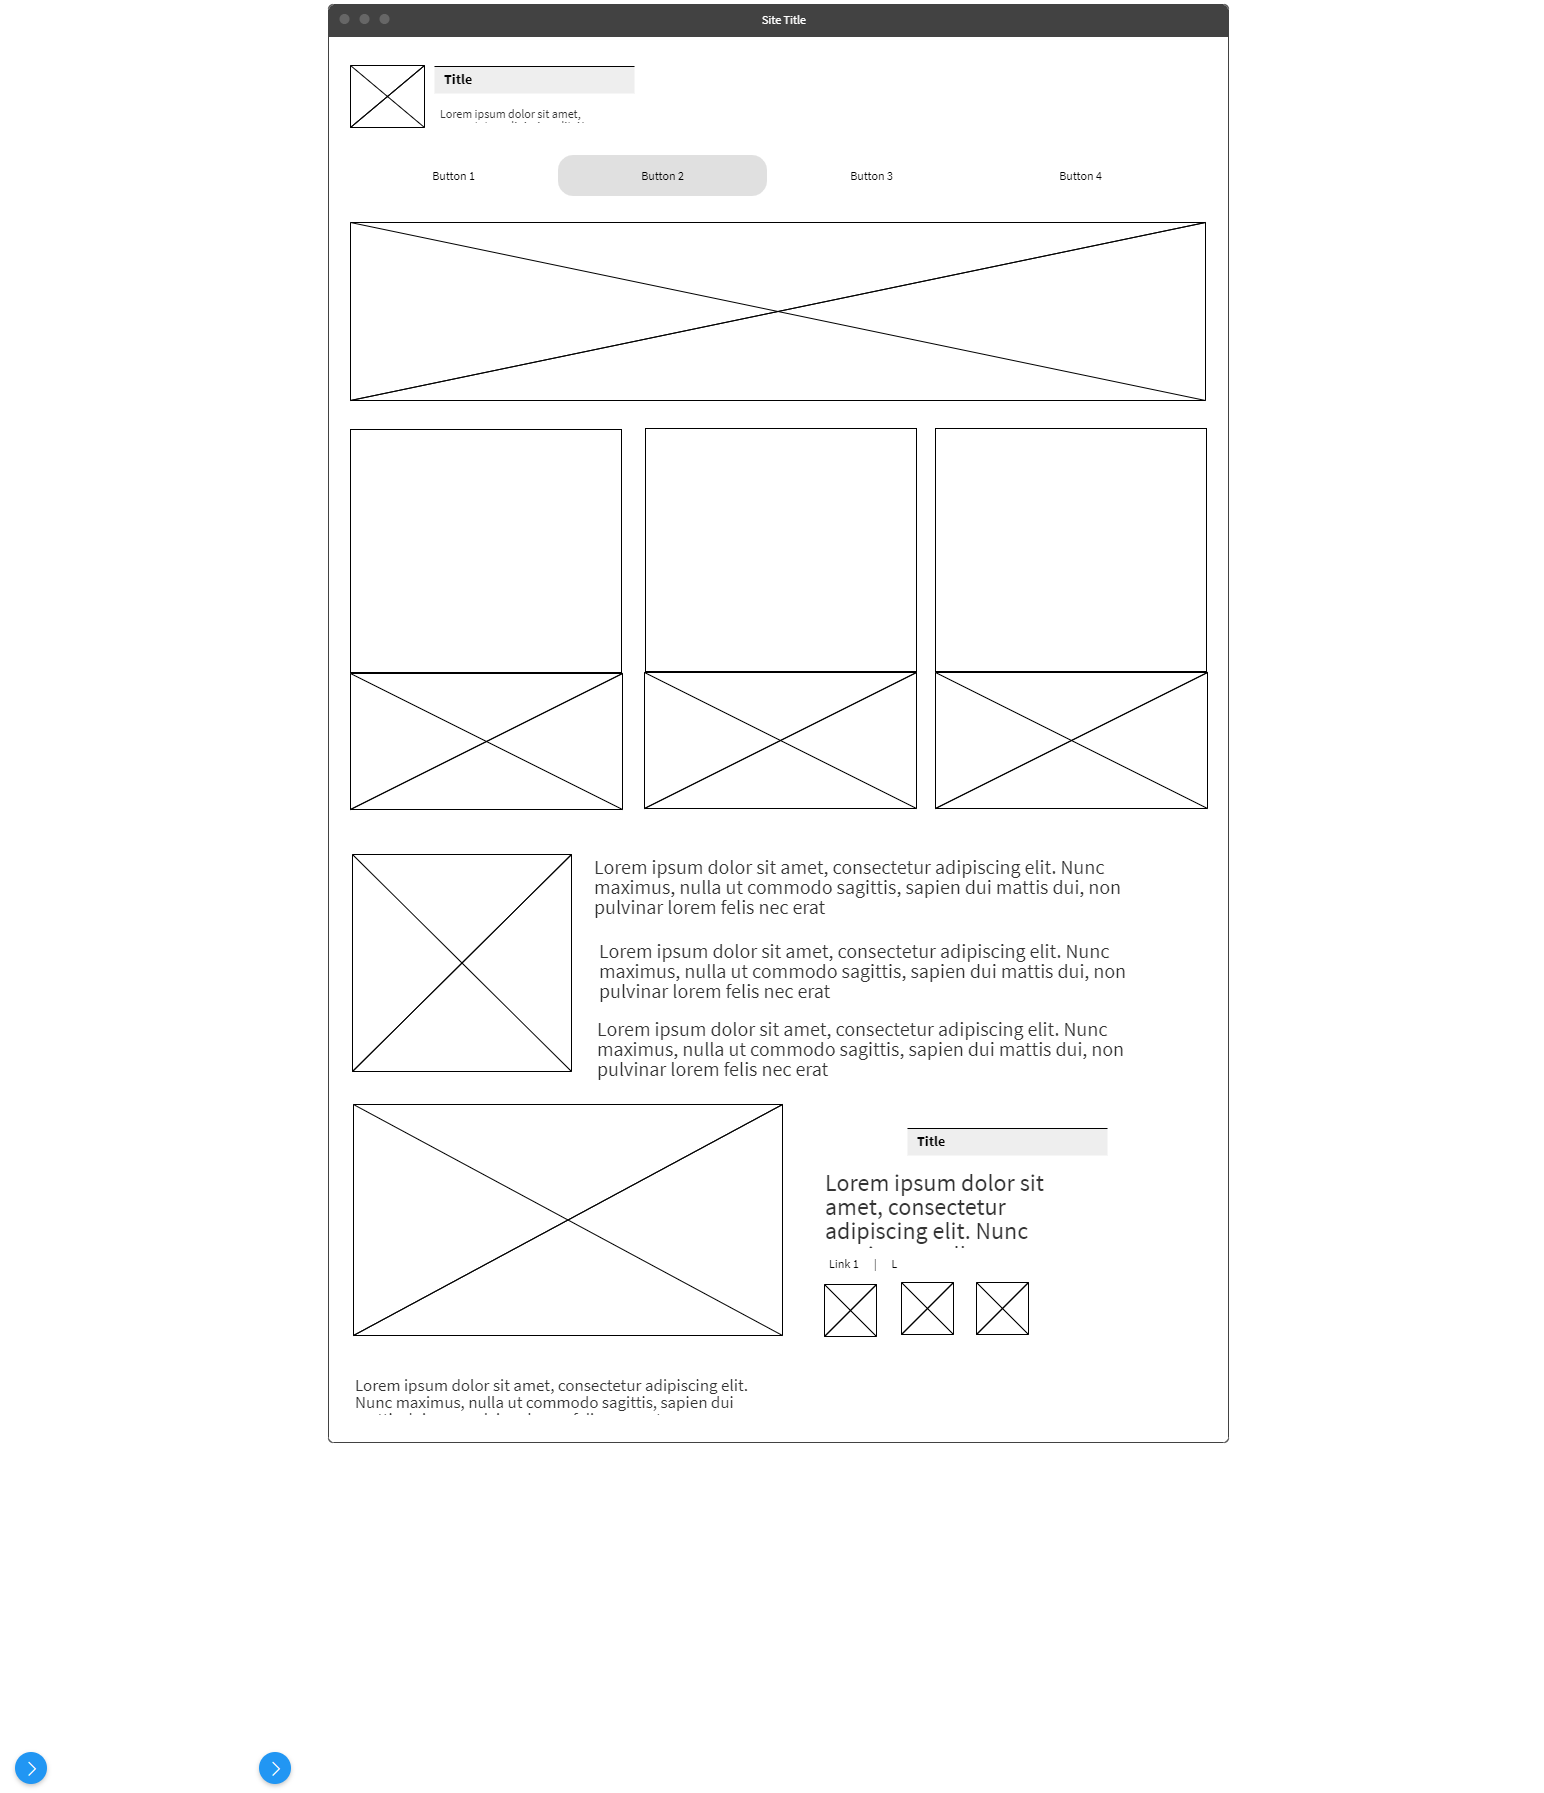 Site Title
Title
Lorem ipsum dolor sit amet,
Button 1
Button 2
Button 3
Button 4
Lorem ipsum dolor sit amet, consectetur adipiscing elit. Nunc
maximus, nulla ut commodo sagittis, sapien dui mattis dui, non
pulvinar lorem felis nec erat
Lorem ipsum dolor sit amet, consectetur adipiscing elit. Nunc
maximus, nulla ut commodo sagittis, sapien dui mattis dui, non
pulvinar lorem felis nec erat
Lorem ipsum dolor sit amet, consectetur adipiscing elit. Nunc
maximus, nulla ut commodo sagittis, sapien dui mattis dui, non
pulvinar lorem felis nec erat
Title
Lorem ipsum dolor sit
amet, consectetur
adipiscing elit. Nunc
Link 1 | L
Lorem ipsum dolor sit amet, consectetur adipiscing elit.
Nunc maximus, nulla ut commodo sagittis, sapien dui